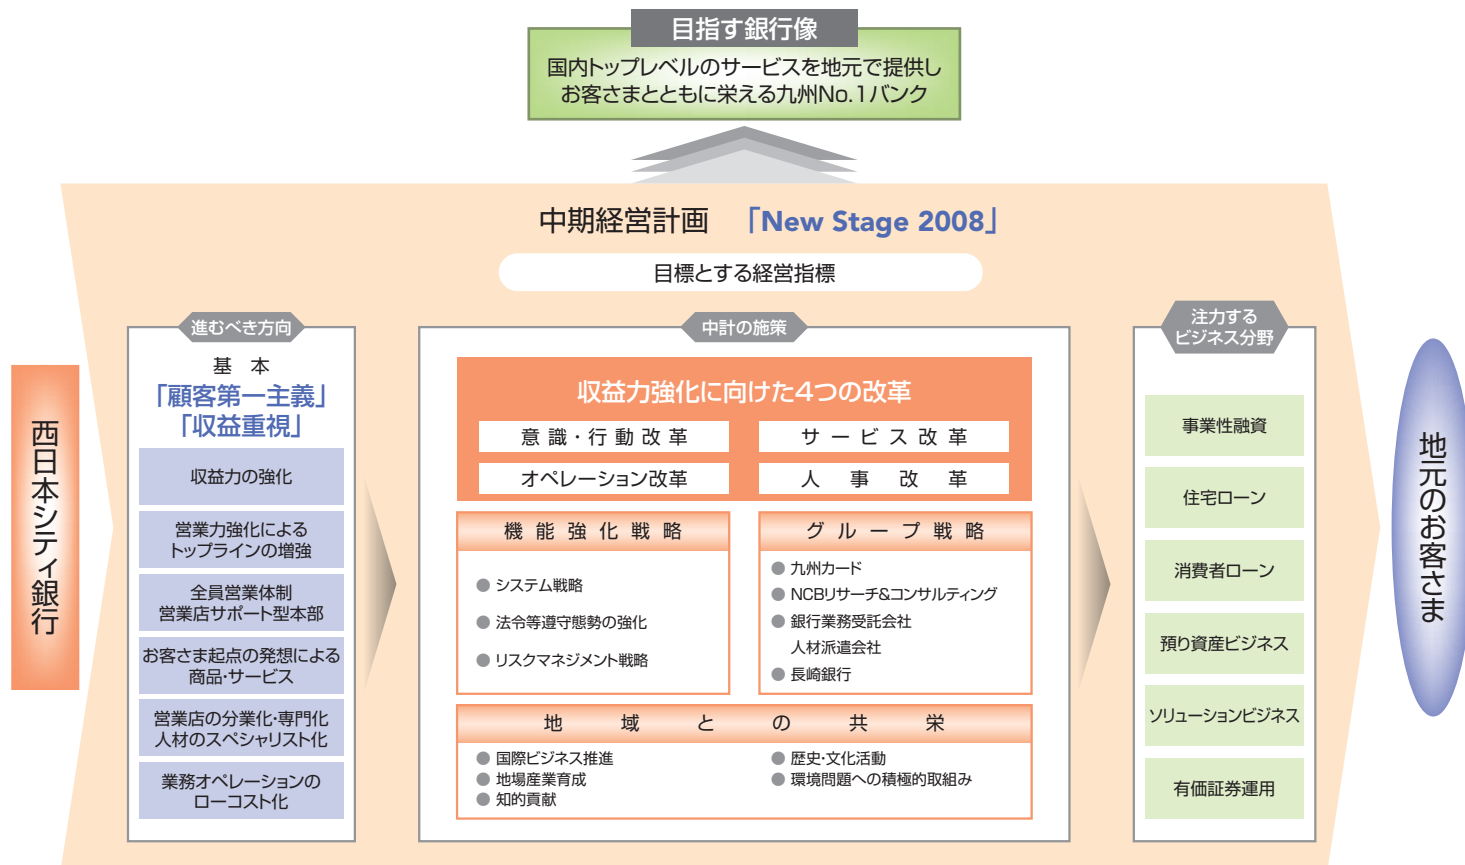 目指す銀行像
国内トップレベルのサービスを地元で提供し
お客さまとともに栄える九州No.1バンク
中期経営計画 「New Stage 2008」
目標とする経営指標
西日本シティ銀行
進むべき方向
基 本
「顧客第一主義」
「収益重視」
収益力の強化
営業力強化による
トップラインの増強
全員営業体制
営業店サポート型本部
お客さま起点の発想による
商品・サービス
営業店の分業化・専門化
人材のスペシャリスト化
業務オペレーションの
ローコスト化
中計の施策
収益力強化に向けた4つの改革
意識・行動改革
サービス改革
オペレーション改革
人事改革
機能強化戦略
● システム戦略
● 法令等遵守態勢の強化
● リスクマネジメント戦略
グループ戦略
● 九州カード
● NCBリサーチ&コンサルティング
● 銀行業務受託会社
人材派遣会社
● 長崎銀行
地域との共栄
● 国際ビジネス推進
● 地場産業育成
● 知的貢献
● 歴史・文化活動
● 環境問題への積極的取組み
注力する
ビジネス分野
事業性融資
住宅ローン
消費者ローン
預り資産ビジネス
ソリューションビジネス
有価証券運用
地元のお客さま